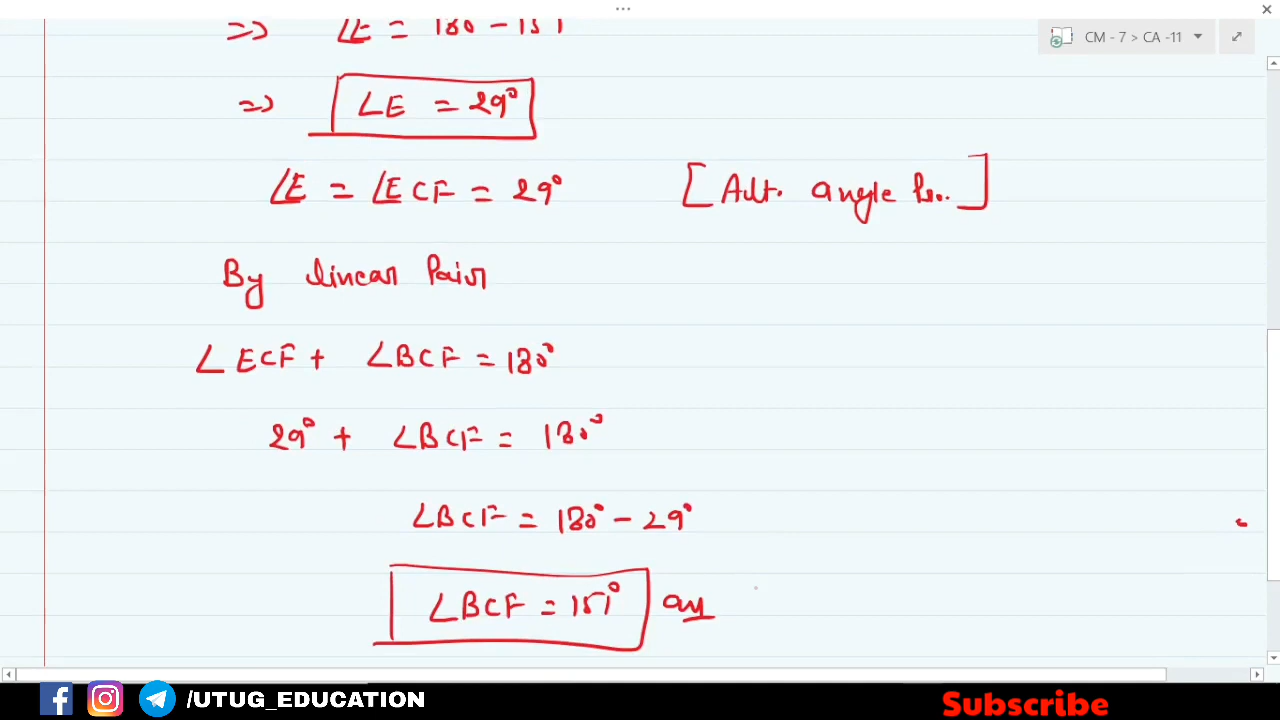 CM - 7 > CA -11
=> ∠E = 180 - 151
=> ∠E = 29°
∠E = ∠ECF = 29° [Alt. angle Pr..]
By linear Pair
∠ECF + ∠BCF = 180°
29° + ∠BCF = 180°
∠BCF = 180° - 29°
∠BCF = 151° ans
/UTUG_EDUCATION
Subscribe